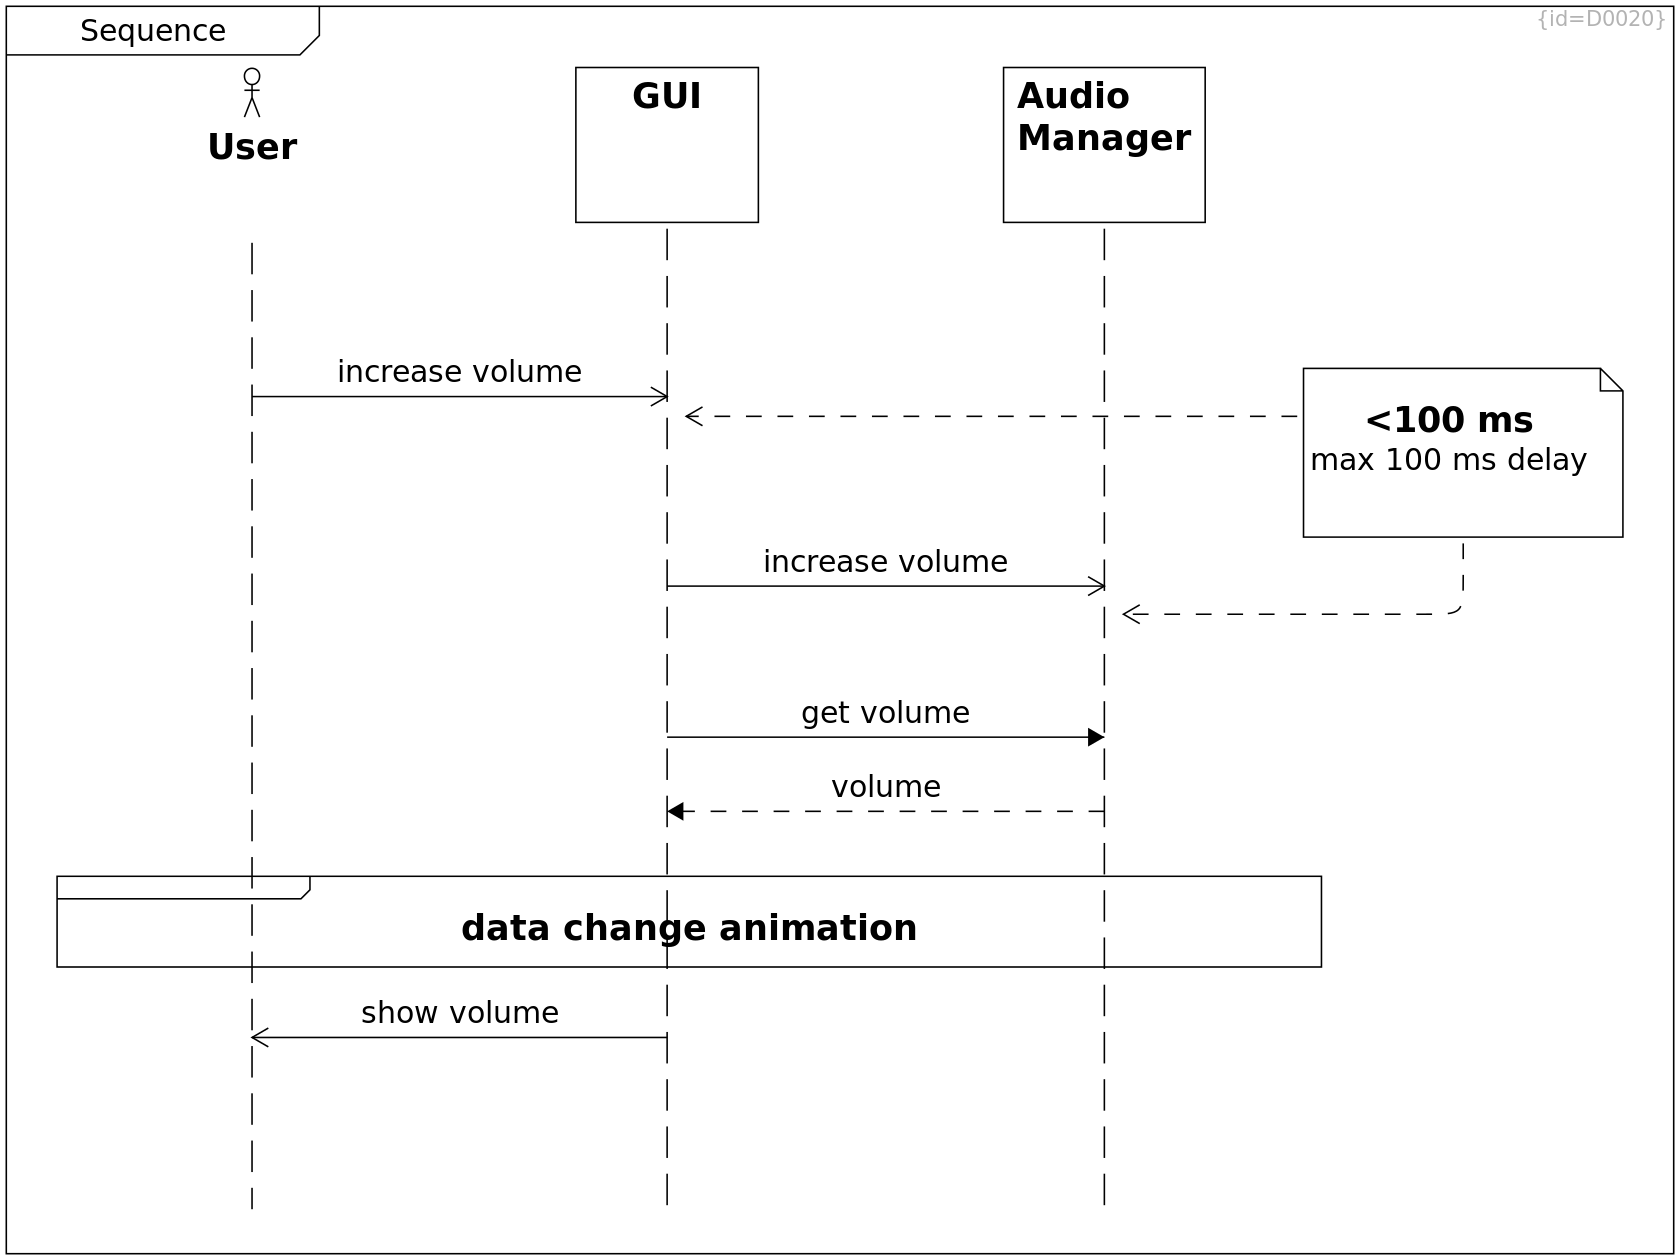 Sequence
{id=D0020}
User
GUI
Audio
Manager
increase volume
<100 ms
max 100 ms delay
increase volume
get volume
volume
data change animation
show volume